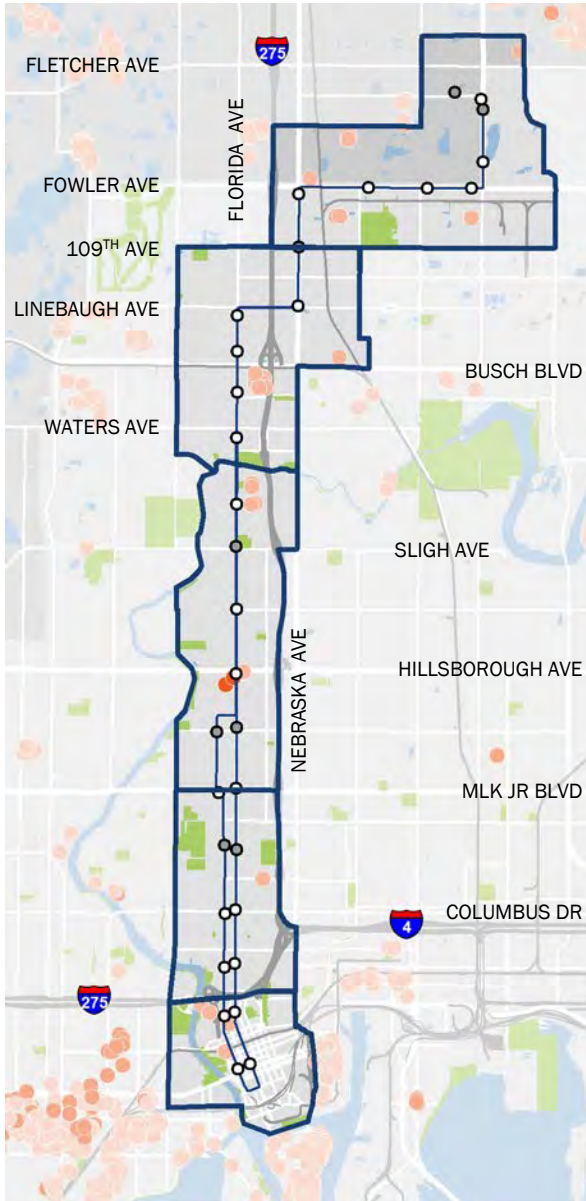 275
FLETCHER AVE
FLORIDA AVE
FOWLER AVE
109TH AVE
LINEBAUGH AVE
BUSCH BLVD
WATERS AVE
SLIGH AVE
HILLSBOROUGH AVE
NEBRASKA AVE
MLK JR BLVD
COLUMBUS DR
4
275